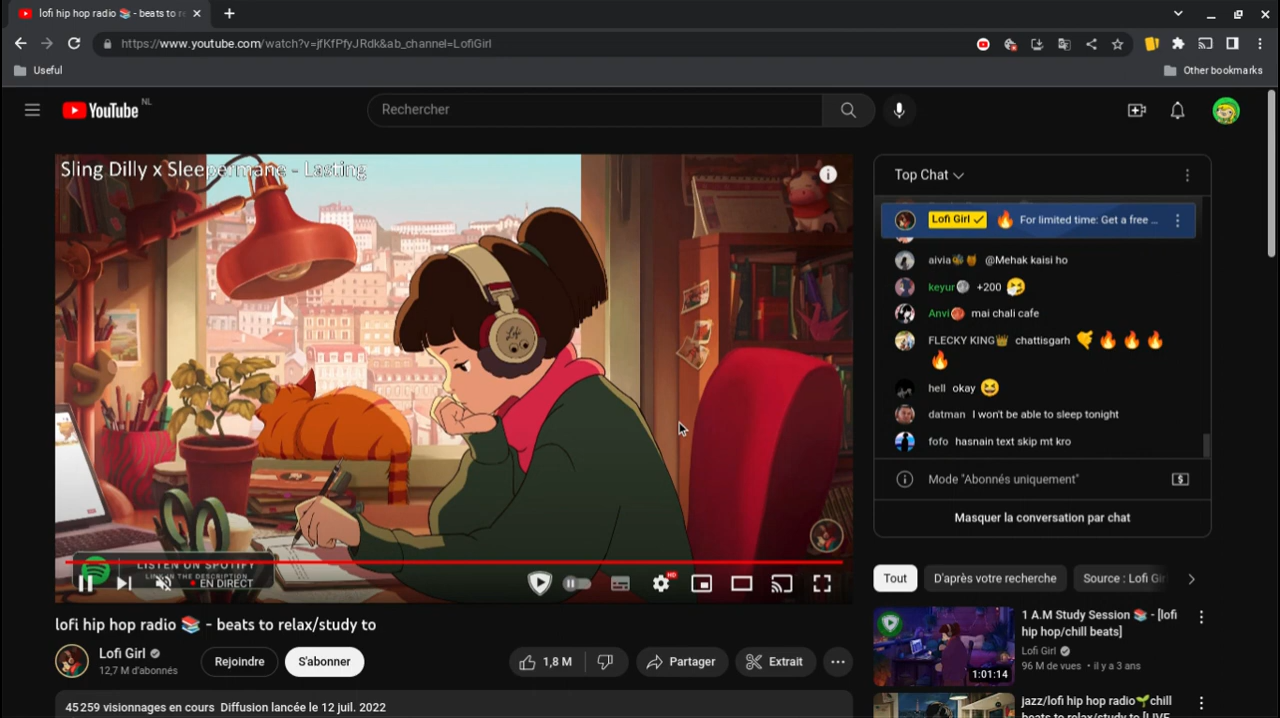 lofi hip hop radio 📚 - beats to re
https://www.youtube.com/watch?v=jfKfPfyJRdk&ab_channel=LofiGirl
Useful
Other bookmarks
YouTube NL
Rechercher
Sling Dilly x Sleepermane - Lasting
LISTEN ON SPOTIFY
LINK IN THE DESCRIPTION
EN DIRECT
HD
lofi hip hop radio 📚 - beats to relax/study to
Lofi Girl
12,7 M d'abonnés
Rejoindre
S'abonner
1,8 M
Partager
Extrait
45 259 visionnages en cours Diffusion lancée le 12 juil. 2022
Top Chat
Lofi Girl 🔥 For limited time: Get a free ...
aivia @Mehak kaisi ho
keyur +200
Anvi mai chali cafe
FLECKY KING👑 chattisgarh 🔥🔥🔥
🔥
hell okay 😆
datman I won't be able to sleep tonight
fofo hasnain text skip mt kro
Mode "Abonnés uniquement"
Masquer la conversation par chat
Tout
D'après votre recherche
Source : Lofi Gi
1 A.M Study Session 📚 - [lofi
hip hop/chill beats]
Lofi Girl
96 M de vues • il y a 3 ans
1:01:14
jazz/lofi hip hop radio🌱chill
beats to relax/study to [LIVE